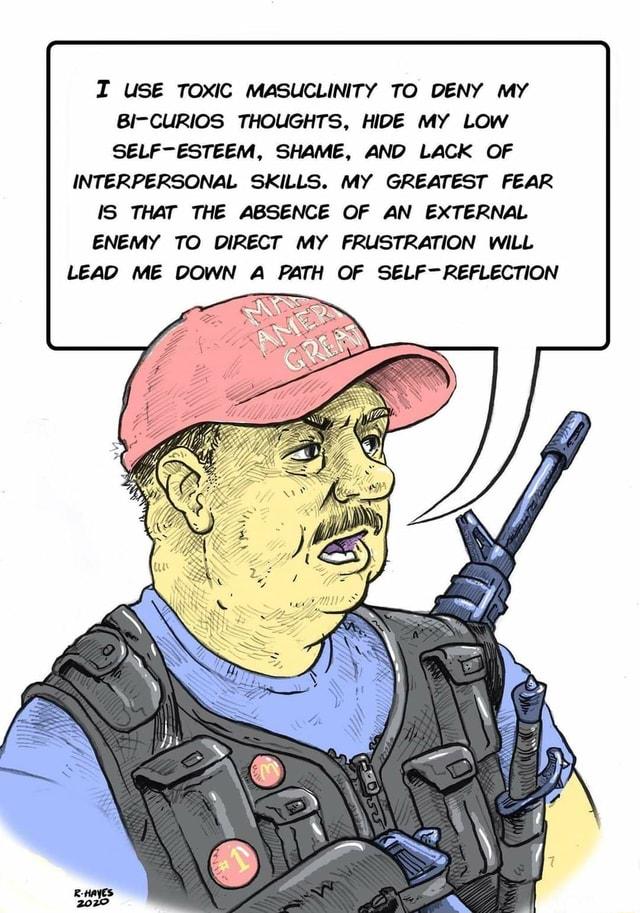 I USE TOXIC MASUCLINITY TO DENY MY
BI-CURIOS THOUGHTS, HIDE MY LOW
SELF-ESTEEM, SHAME, AND LACK OF
INTERPERSONAL SKILLS. MY GREATEST FEAR
IS THAT THE ABSENCE OF AN EXTERNAL
ENEMY TO DIRECT MY FRUSTRATION WILL
LEAD ME DOWN A PATH OF SELF-REFLECTION
AMER
GREAT
M
#1
R·HAYES
2020